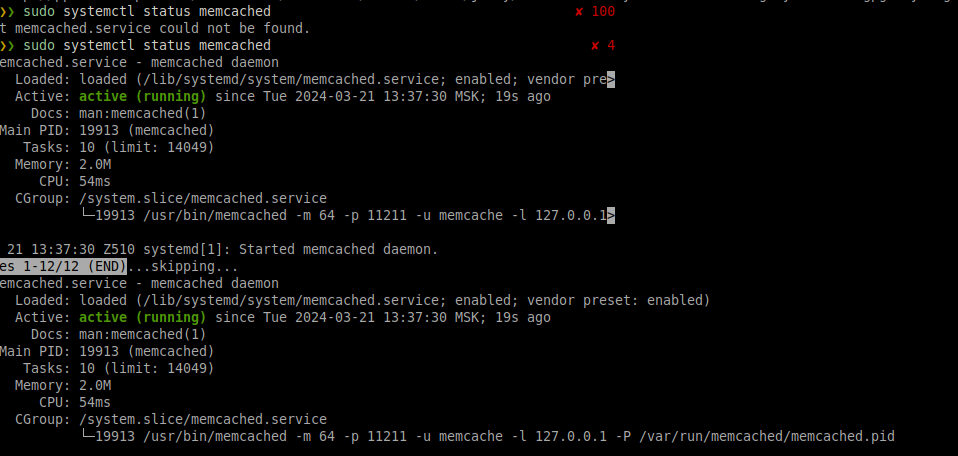 ❯❯ sudo systemctl status memcached ✘ 100
t memcached.service could not be found.
❯❯ sudo systemctl status memcached ✘ 4
emcached.service - memcached daemon
Loaded: loaded (/lib/systemd/system/memcached.service; enabled; vendor pre>
Active: active (running) since Tue 2024-03-21 13:37:30 MSK; 19s ago
Docs: man:memcached(1)
Main PID: 19913 (memcached)
Tasks: 10 (limit: 14049)
Memory: 2.0M
CPU: 54ms
CGroup: /system.slice/memcached.service
└─19913 /usr/bin/memcached -m 64 -p 11211 -u memcache -l 127.0.0.1>
21 13:37:30 Z510 systemd[1]: Started memcached daemon.
es 1-12/12 (END)...skipping...
emcached.service - memcached daemon
Loaded: loaded (/lib/systemd/system/memcached.service; enabled; vendor preset: enabled)
Active: active (running) since Tue 2024-03-21 13:37:30 MSK; 19s ago
Docs: man:memcached(1)
Main PID: 19913 (memcached)
Tasks: 10 (limit: 14049)
Memory: 2.0M
CPU: 54ms
CGroup: /system.slice/memcached.service
└─19913 /usr/bin/memcached -m 64 -p 11211 -u memcache -l 127.0.0.1 -P /var/run/memcached/memcached.pid